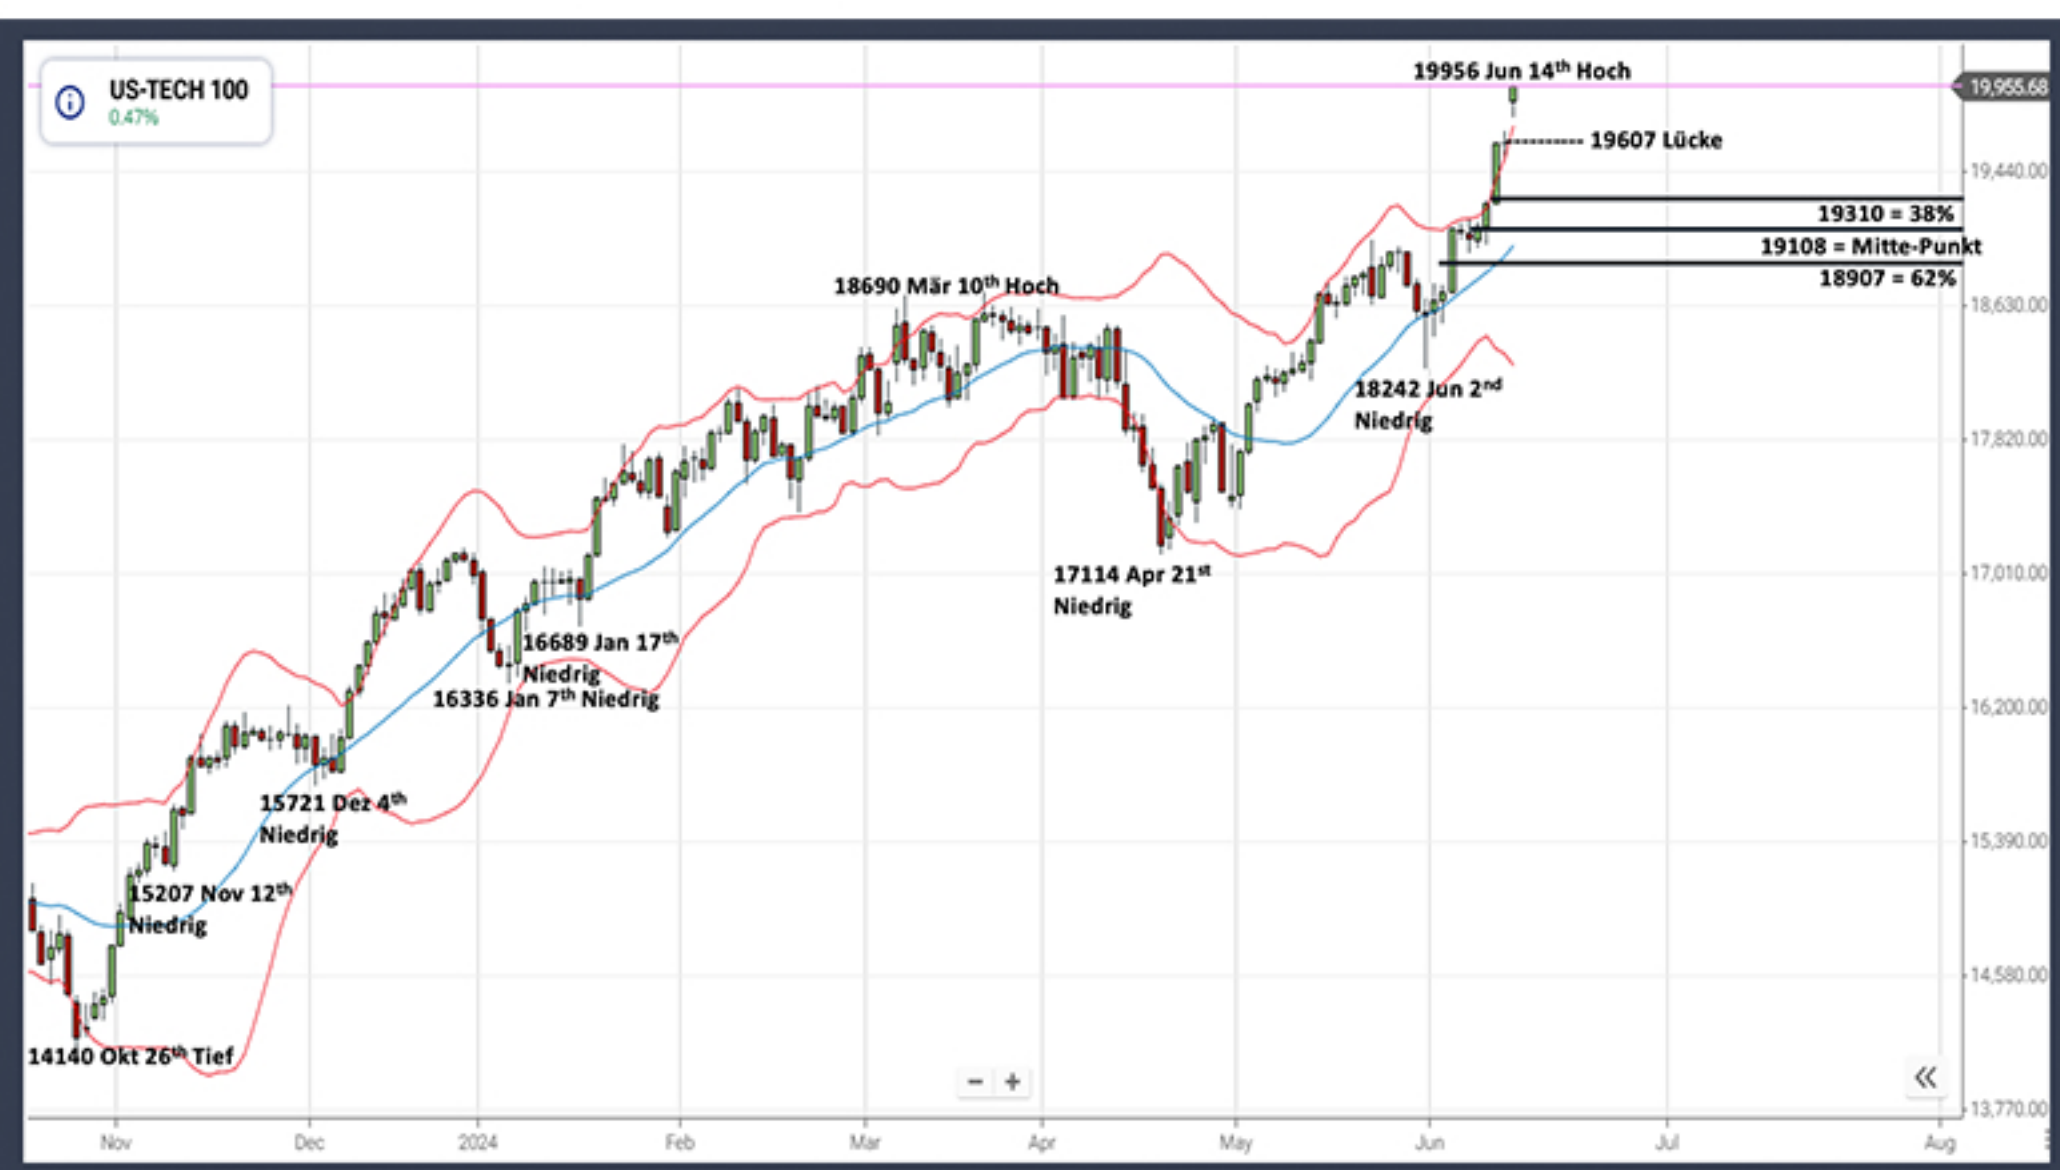 US-TECH 100
0.47%
19956 Jun 14th Hoch
19,955.68
19607 Lücke
19,440.00
19310 = 38%
19108 = Mitte-Punkt
18907 = 62%
18690 Mär 10th Hoch
18,630.00
18242 Jun 2nd
Niedrig
17,820.00
17114 Apr 21st
Niedrig
17,010.00
16689 Jan 17th
Niedrig
16336 Jan 7th Niedrig
16,200.00
15721 Dez 4th
Niedrig
15,390.00
15207 Nov 12th
Niedrig
14,580.00
14140 Okt 26th Tief
13,770.00
Nov Dec 2024 Feb Mar Apr May Jun Jul Aug